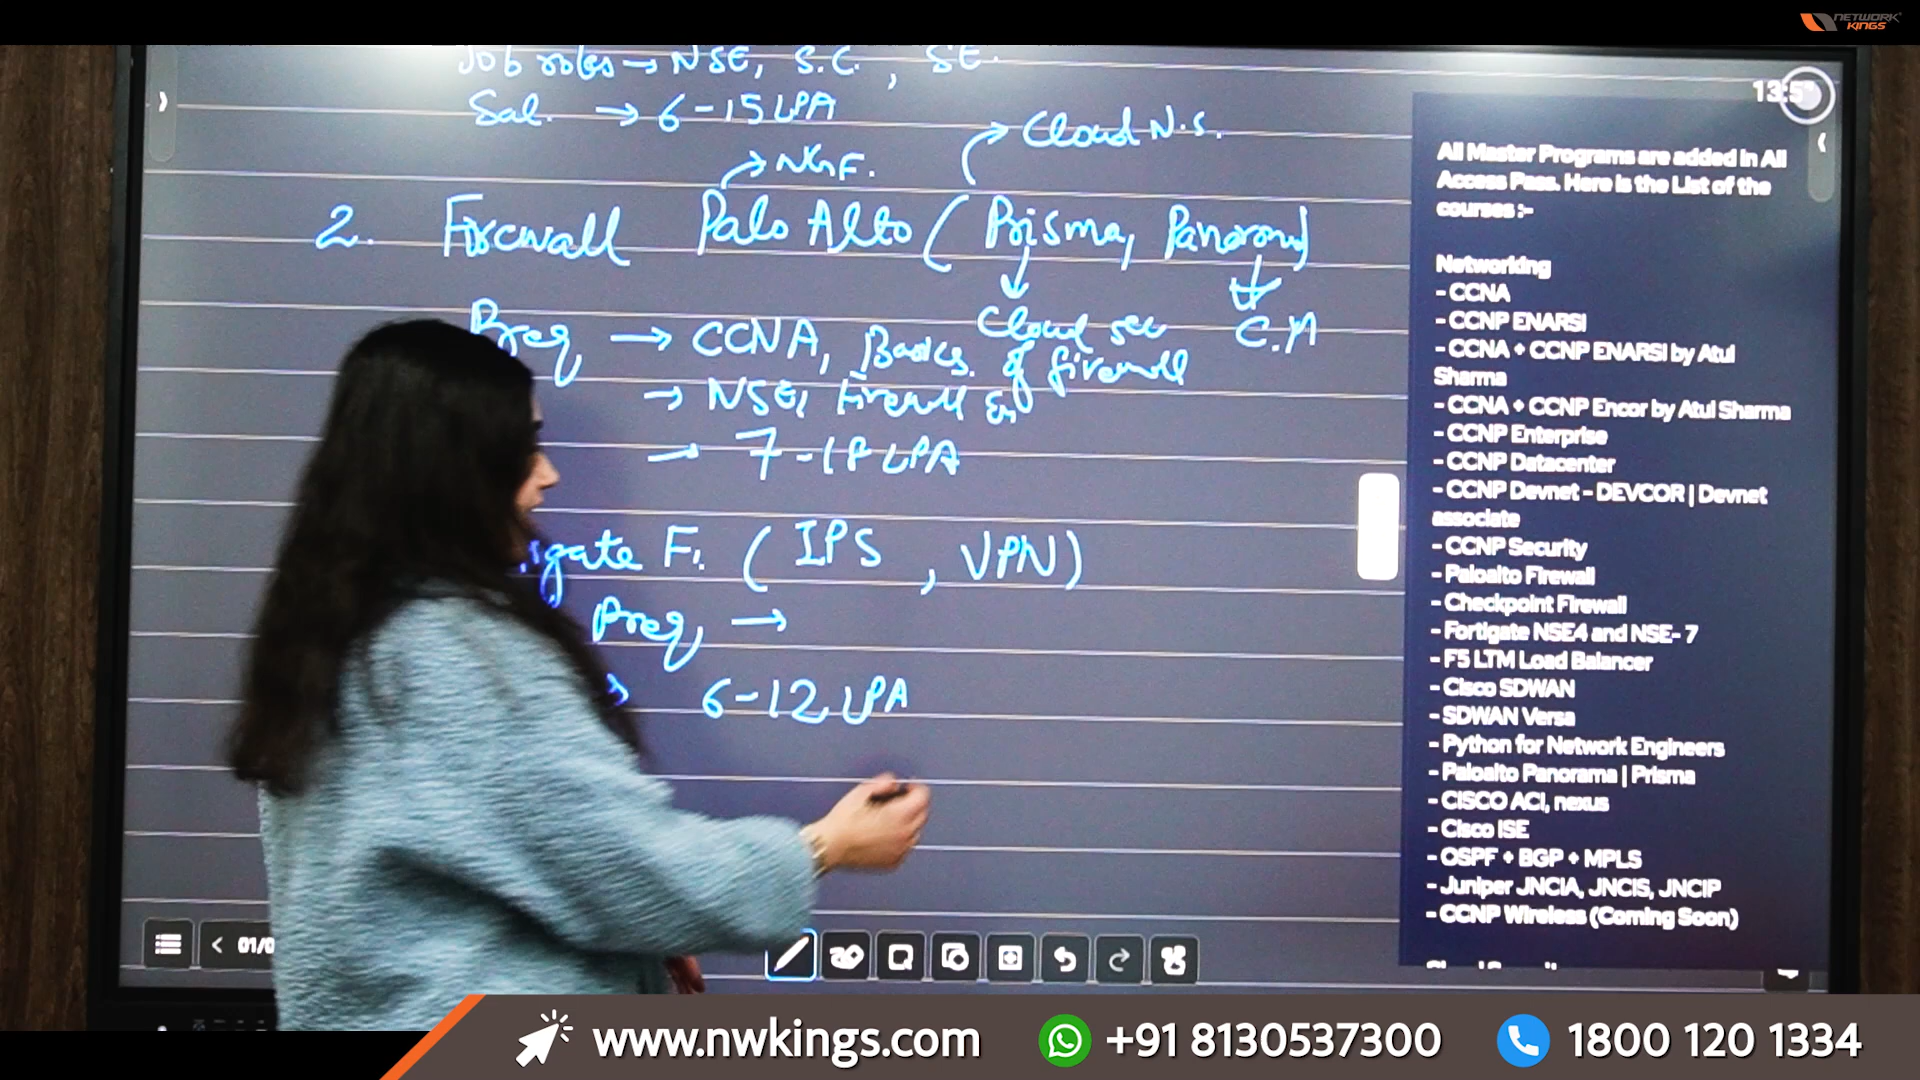 NETWORK KINGS
Job roles → NSE, S.C., SE.
Sal. → 6-15 LPA
→ Cloud N.S.
→ NGF.
2. Firewall Palo Alto (Prisma, Panorama)
Cloud sec
C.M
Preq → CCNA, Basics of firewall
→ NSE, Firewall En
→ 7-18 LPA
igate F. (IPS, VPN)
Preq →
6-12 LPA
13:5
All Master Programs are added in All
Access Pass. Here is the List of the
courses :-
Networking
- CCNA
- CCNP ENARSI
- CCNA + CCNP ENARSI by Atul
Sharma
- CCNA + CCNP Encor by Atul Sharma
- CCNP Enterprise
- CCNP Datacenter
- CCNP Devnet - DEVCOR | Devnet
associate
- CCNP Security
- Paloalto Firewall
- Checkpoint Firewall
- Fortigate NSE4 and NSE- 7
- F5 LTM Load Balancer
- Cisco SDWAN
- SDWAN Versa
- Python for Network Engineers
- Paloalto Panorama | Prisma
- CISCO ACI, nexus
- Cisco ISE
- OSPF + BGP + MPLS
- Juniper JNCIA, JNCIS, JNCIP
- CCNP Wireless (Coming Soon)
< 01/0
www.nwkings.com +91 8130537300 1800 120 1334